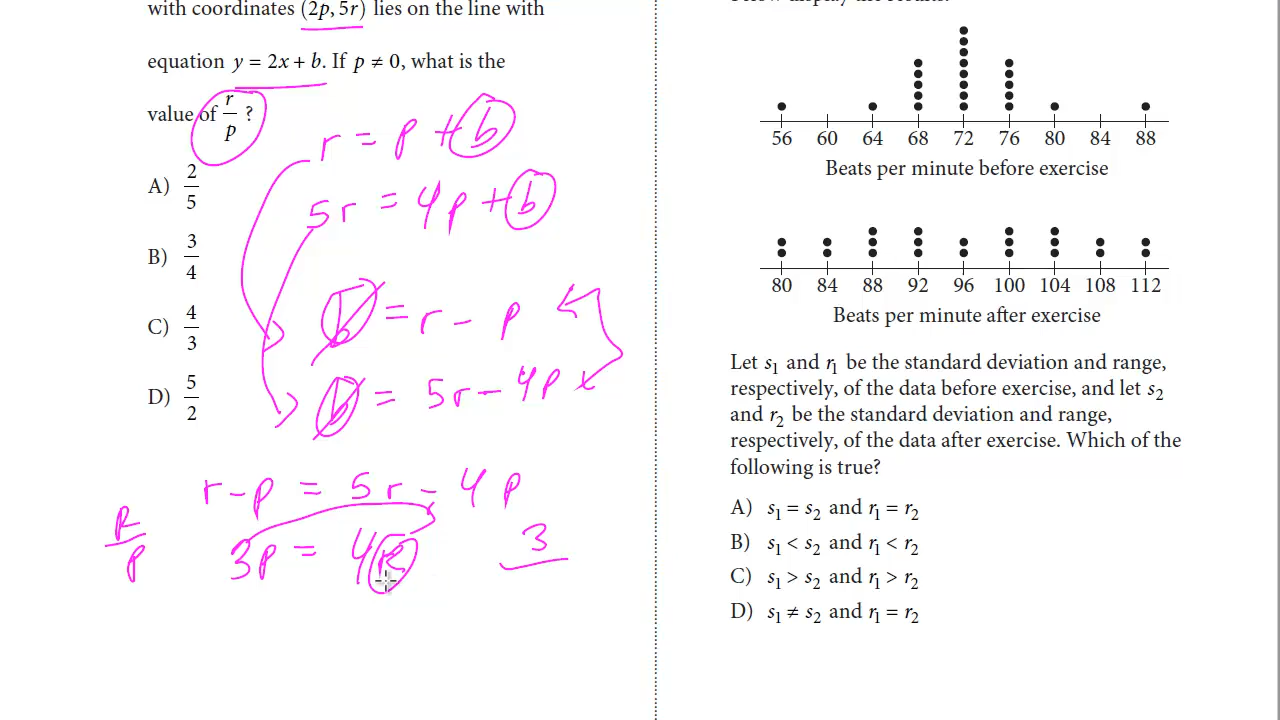 with coordinates (2p, 5r) lies on the line with
equation y = 2x + b. If p ≠ 0, what is the
value of r/p ?
A) 2/5
B) 3/4
C) 4/3
D) 5/2
r = p + b
5r = 4p + b
b = r - p
b = 5r - 4p
r - p = 5r - 4p
r/p 3p = 4r 3
56 60 64 68 72 76 80 84 88
Beats per minute before exercise
80 84 88 92 96 100 104 108 112
Beats per minute after exercise
Let s₁ and r₁ be the standard deviation and range,
respectively, of the data before exercise, and let s₂
and r₂ be the standard deviation and range,
respectively, of the data after exercise. Which of the
following is true?
A) s₁ = s₂ and r₁ = r₂
B) s₁ < s₂ and r₁ < r₂
C) s₁ > s₂ and r₁ > r₂
D) s₁ ≠ s₂ and r₁ = r₂